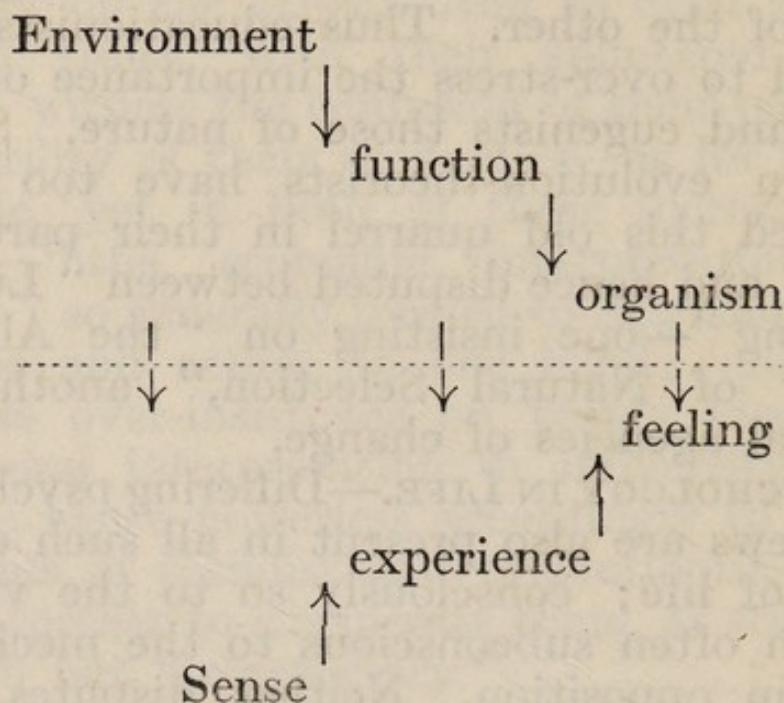 Environment
function
organism
feeling
experience
Sense